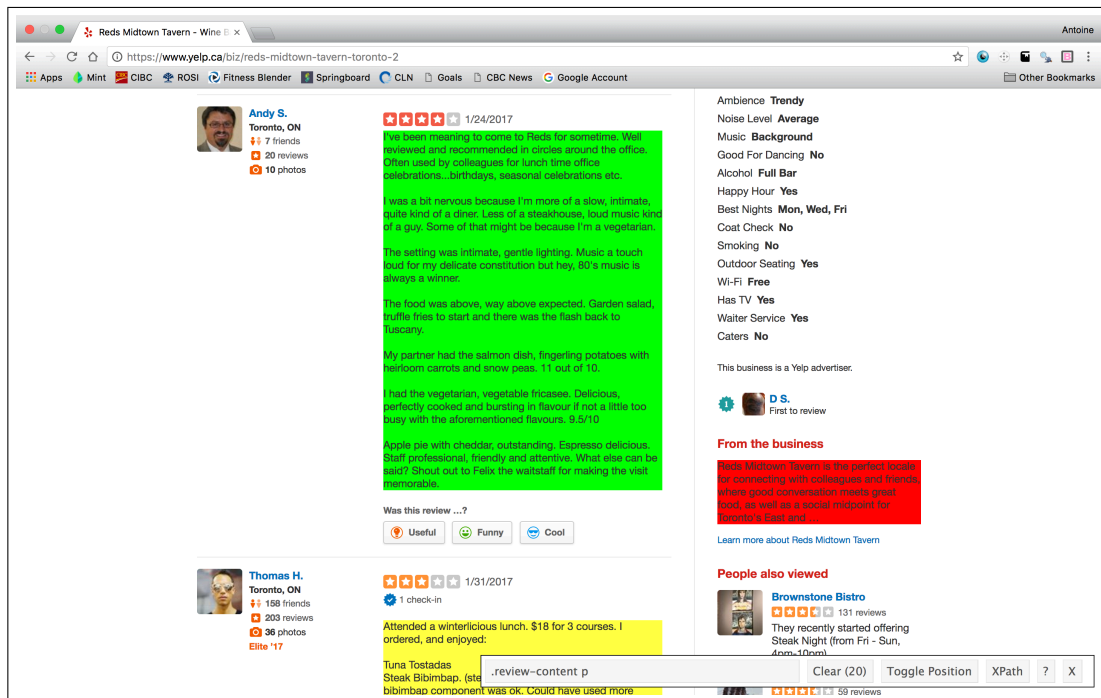 Reds Midtown Tavern - Wine B ×
Antoine
https://www.yelp.ca/biz/reds-midtown-tavern-toronto-2
Apps Mint CIBC ROSI Fitness Blender Springboard CLN Goals CBC News Google Account Other Bookmarks
Andy S.
Toronto, ON
7 friends
20 reviews
10 photos
1/24/2017
I've been meaning to come to Reds for sometime. Well
reviewed and recommended in circles around the office.
Often used by colleagues for lunch time office
celebrations...birthdays, seasonal celebrations etc.
I was a bit nervous because I'm more of a slow, intimate,
quite kind of a diner. Less of a steakhouse, loud music kind
of a guy. Some of that might be because I'm a vegetarian.
The setting was intimate, gentle lighting. Music a touch
loud for my delicate constitution but hey, 80's music is
always a winner.
The food was above, way above expected. Garden salad,
truffle fries to start and there was the flash back to
Tuscany.
My partner had the salmon dish, fingerling potatoes with
heirloom carrots and snow peas. 11 out of 10.
I had the vegetarian, vegetable fricasee. Delicious,
perfectly cooked and bursting in flavour if not a little too
busy with the aforementioned flavours. 9.5/10
Apple pie with cheddar, outstanding. Espresso delicious.
Staff professional, friendly and attentive. What else can be
said? Shout out to Felix the waitstaff for making the visit
memorable.
Was this review ...?
Useful Funny Cool
Thomas H.
Toronto, ON
158 friends
203 reviews
36 photos
Elite '17
1/31/2017
1 check-in
Attended a winterlicious lunch. $18 for 3 courses. I
ordered, and enjoyed:
Tuna Tostadas
Steak Bibimbap. (ste
bibimbap component was ok. Could have used more
Ambience Trendy
Noise Level Average
Music Background
Good For Dancing No
Alcohol Full Bar
Happy Hour Yes
Best Nights Mon, Wed, Fri
Coat Check No
Smoking No
Outdoor Seating Yes
Wi-Fi Free
Has TV Yes
Waiter Service Yes
Caters No
This business is a Yelp advertiser.
1
D S.
First to review
From the business
Reds Midtown Tavern is the perfect locale
for connecting with colleagues and friends,
where good conversation meets great
food, as well as a social midpoint for
Toronto's East and ...
Learn more about Reds Midtown Tavern
People also viewed
Brownstone Bistro
131 reviews
They recently started offering
Steak Night (from Fri - Sun,
4pm-10pm)
59 reviews
.review-content p Clear (20) Toggle Position XPath ? X